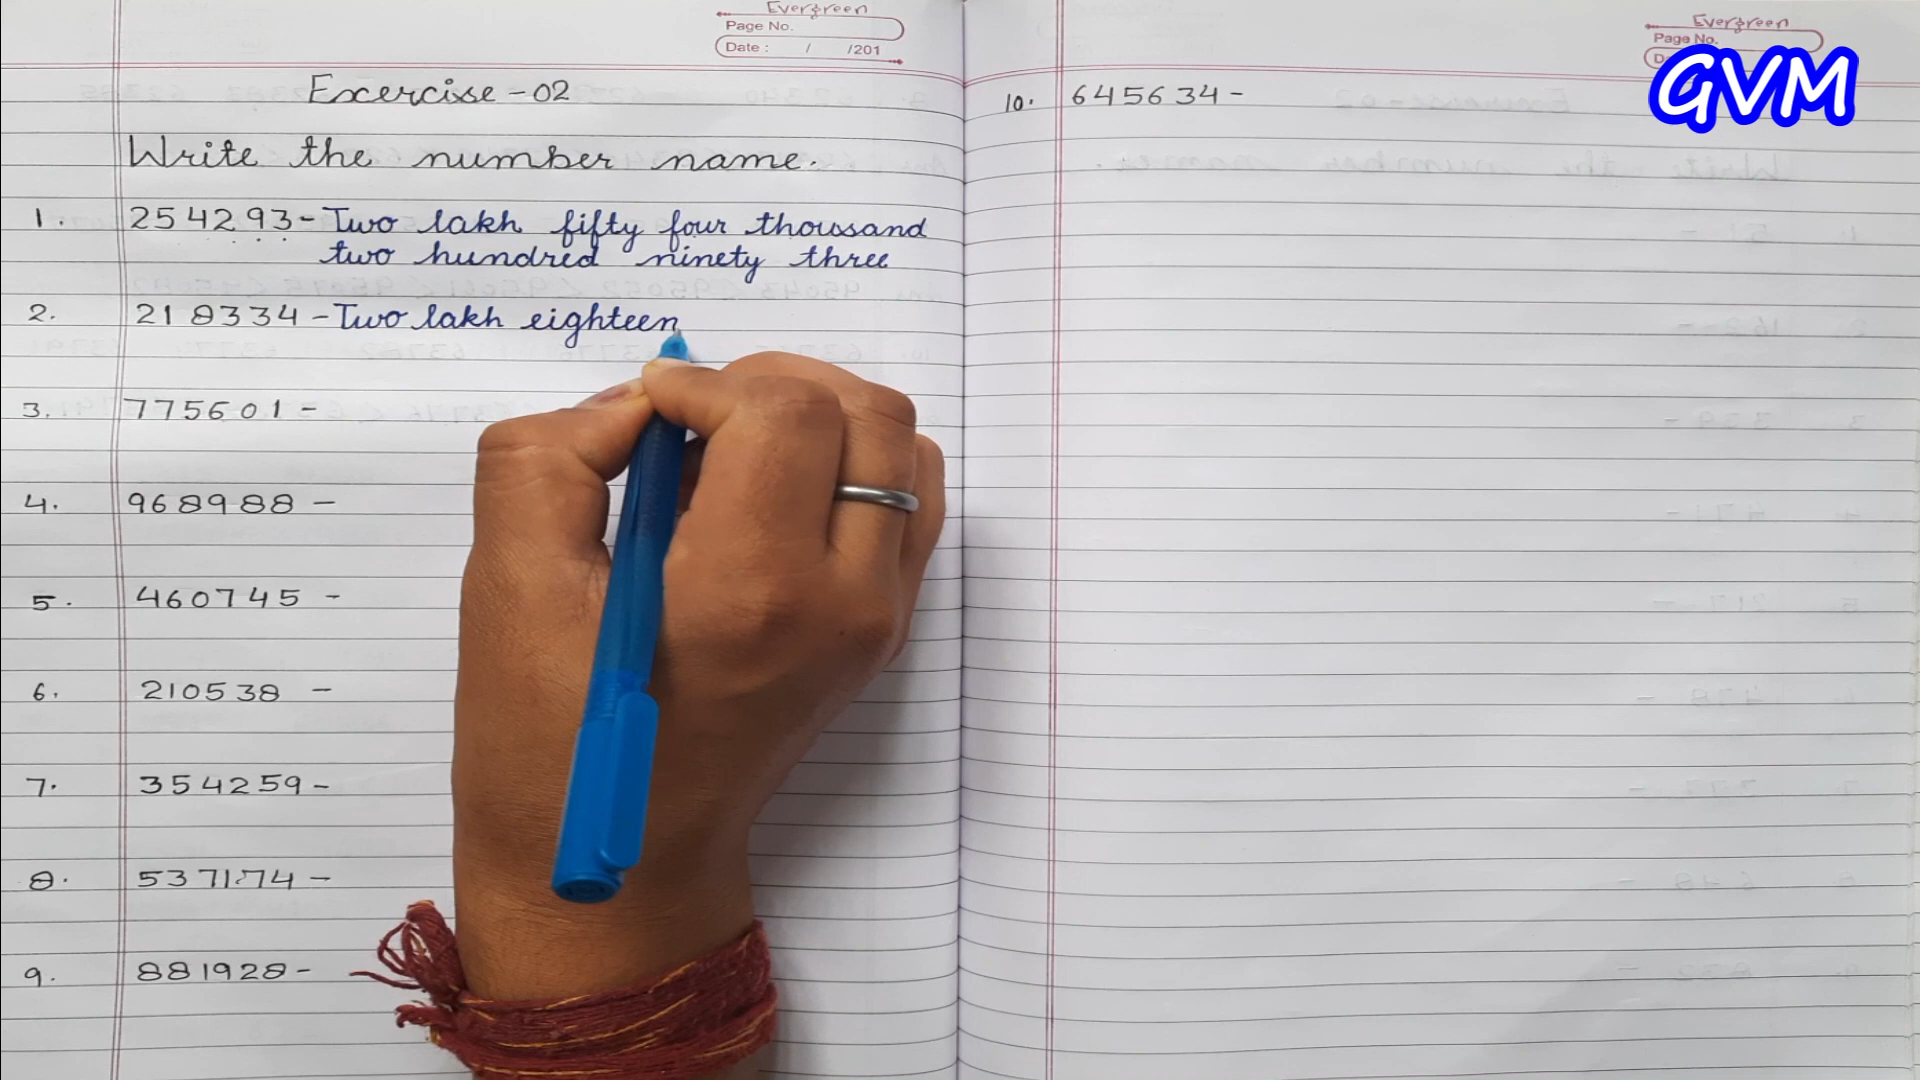 Evergreen
Page No.
Date : / /201
Exercise - 02
Write the number name.
1. 254293 - Two lakh fifty four thousand
two hundred ninety three
2. 218334 - Two lakh eighteen
3. 775601 -
4. 968988 -
5. 460745 -
6. 210538 -
7. 354259 -
8. 537174 -
9. 881928 -
Evergreen
Page No.
GVM
10. 645634 -